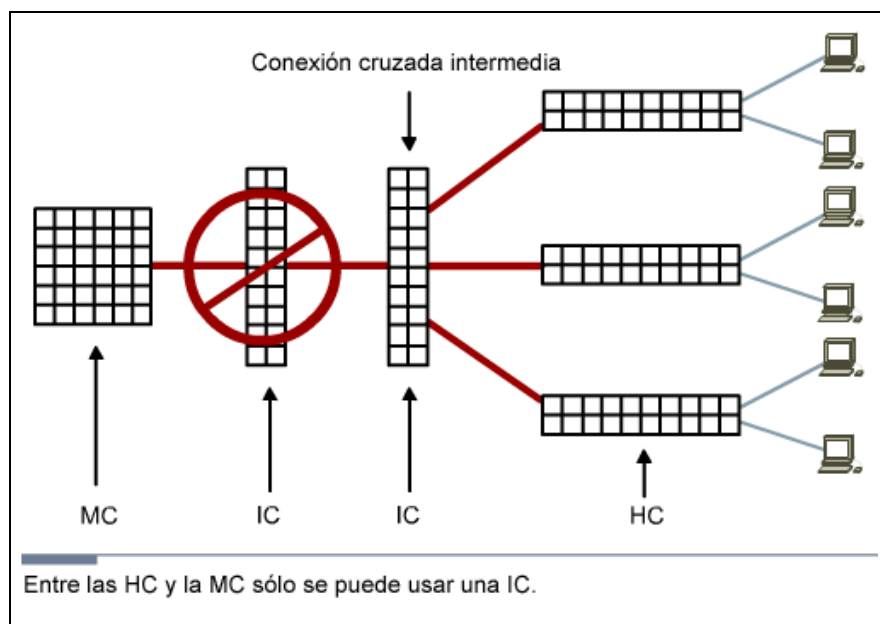 Conexión cruzada intermedia
MC
IC
IC
HC
Entre las HC y la MC sólo se puede usar una IC.